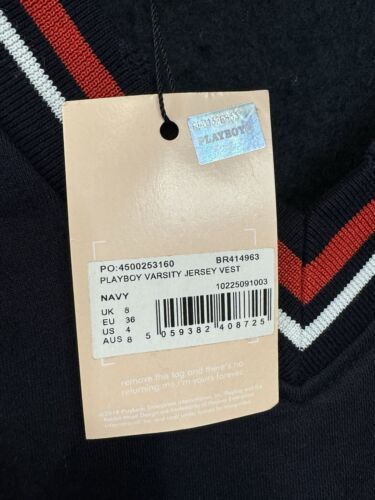 PLAYBOY
PO:4500253160 BR414963
PLAYBOY VARSITY JERSEY VEST
NAVY 10225091003
UK 8
EU 36
US 4
AUS 8
5 059382 408725
remove this tag and there's no
returning me,i'm yours forever.